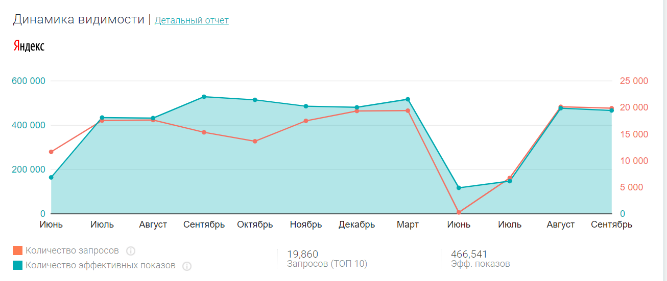 Динамика видимости | Детальный отчёт
Яндекс
600 000 25 000
20 000
400 000 15 000
10 000
200 000 5 000
0 0
Июнь Июль Август Сентябрь Октябрь Ноябрь Декабрь Март Июнь Июль Август Сентябрь
Количество запросов 19,860 466,541
Количество эффективных показов Запросов (ТОП 10) Эфф. показов